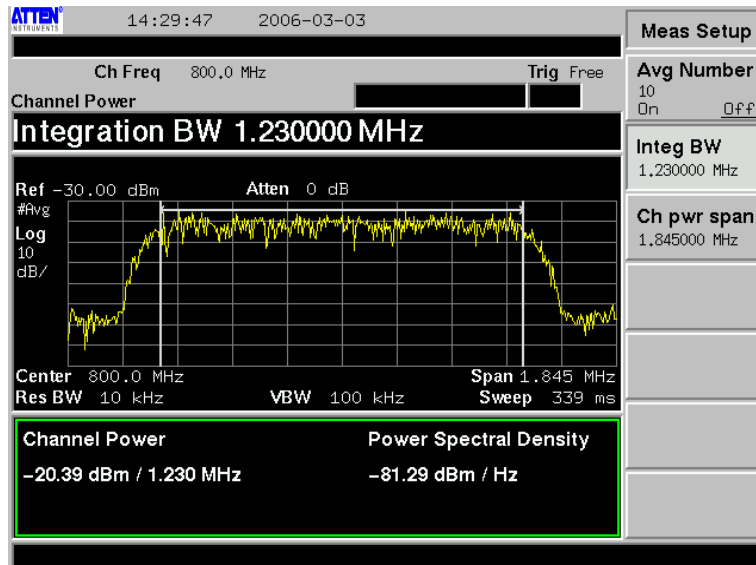 ATTEN®
INSTRUMENTS
14:29:47 2006-03-03
Ch Freq 800.0 MHz Trig Free
Channel Power
Integration BW 1.230000 MHz
Ref -30.00 dBm Atten 0 dB
#Avg
Log
10
dB/
Center 800.0 MHz Span 1.845 MHz
Res BW 10 kHz VBW 100 kHz Sweep 339 ms
Channel Power Power Spectral Density
-20.39 dBm / 1.230 MHz -81.29 dBm / Hz
Meas Setup
Avg Number
10
On Off
Integ BW
1.230000 MHz
Ch pwr span
1.845000 MHz